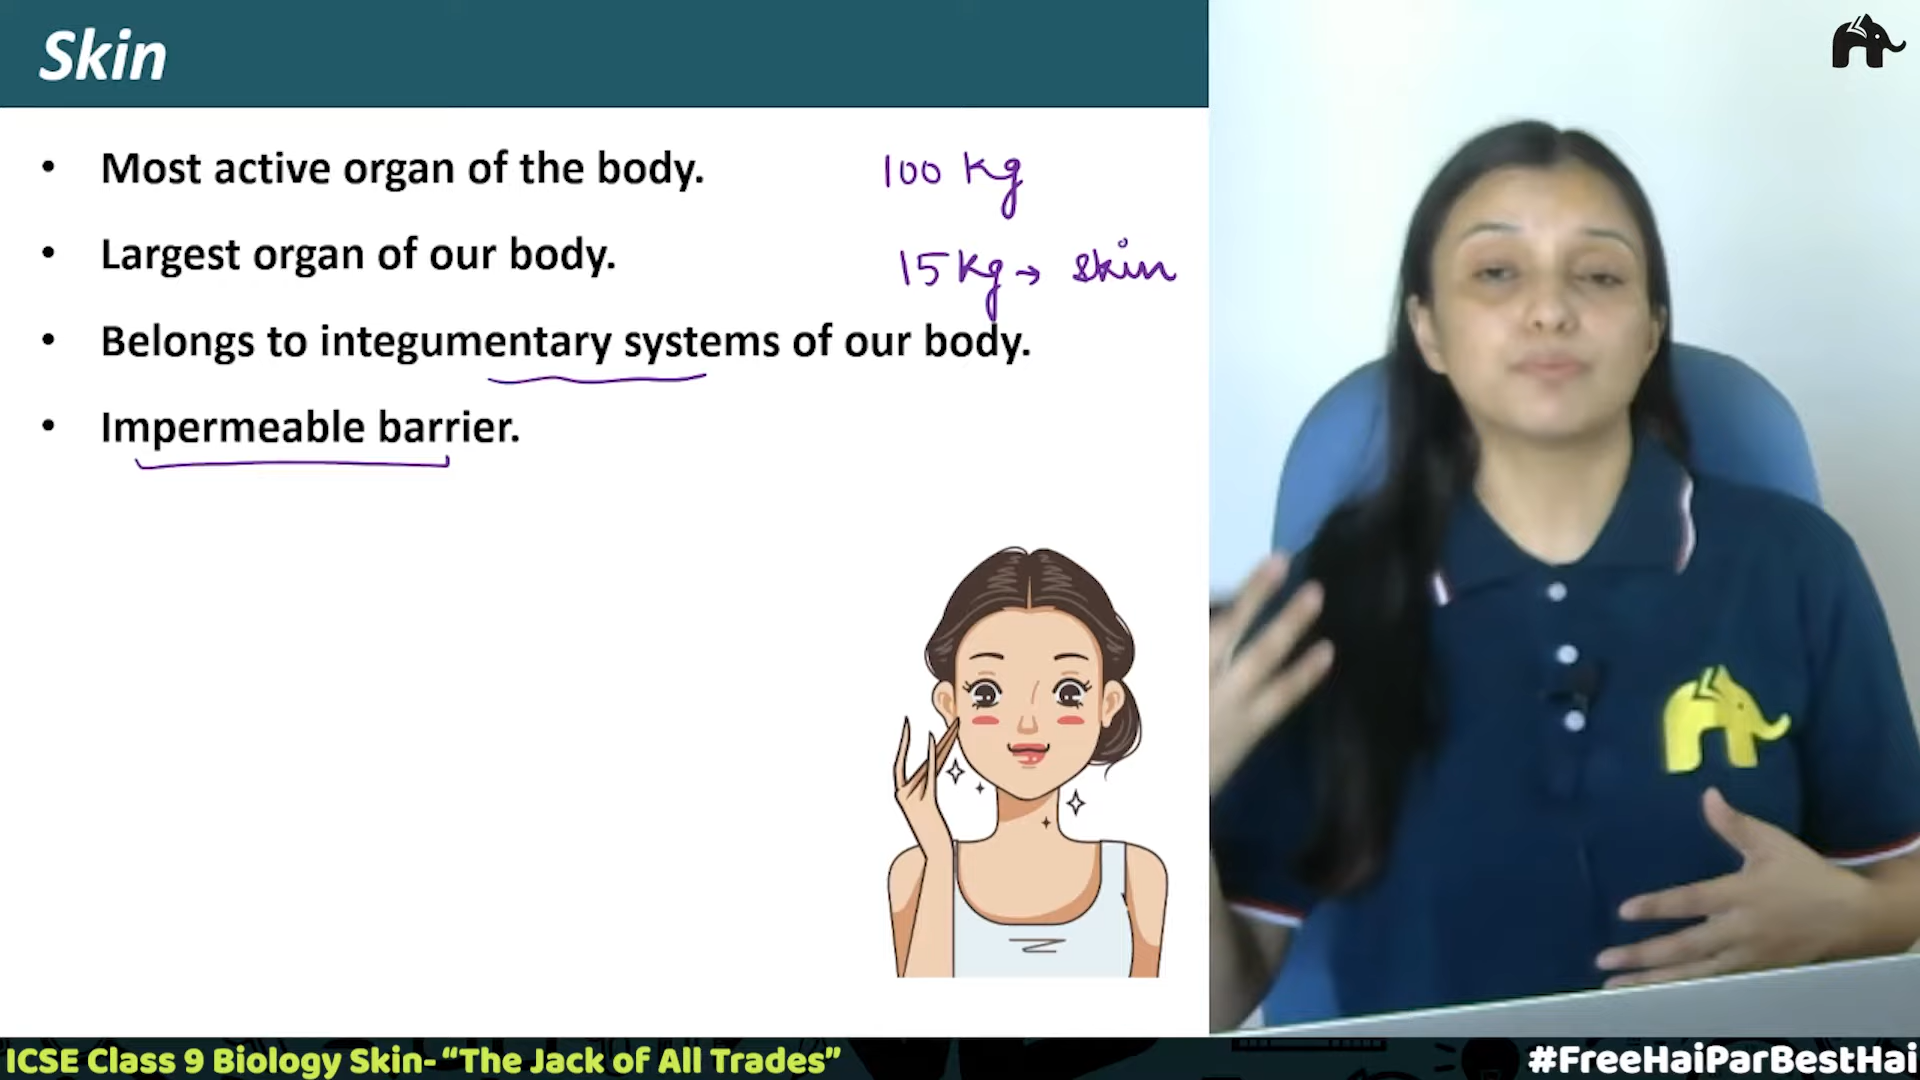 Skin
• Most active organ of the body.
100 kg
• Largest organ of our body.
15 kg → skin
• Belongs to integumentary systems of our body.
• Impermeable barrier.
ICSE Class 9 Biology Skin- “The Jack of All Trades”
#FreeHaiParBestHai